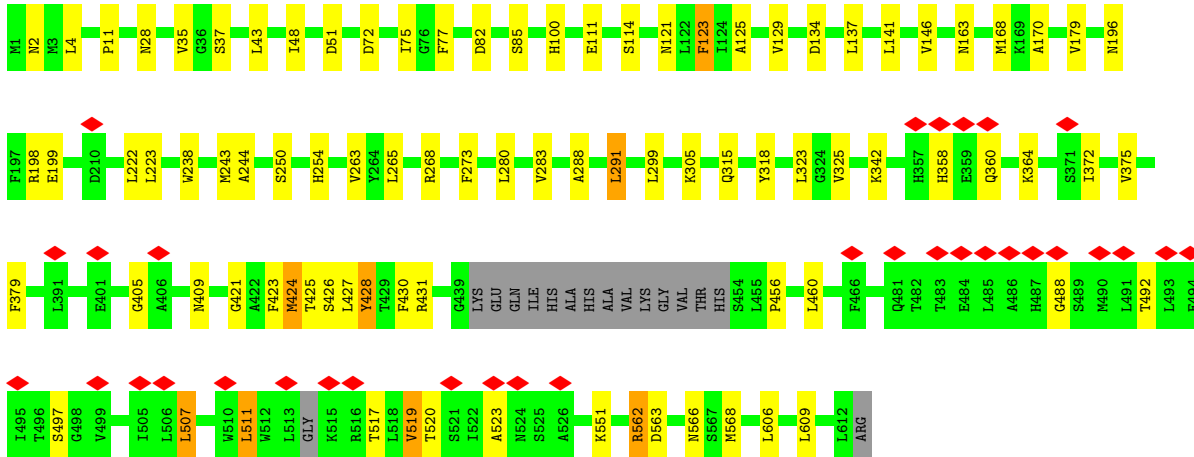 M1 N2 M3 L4 P11 N28 V35 G36 S37 L43 I48 D51 D72 I75 G76 F77 D82 S85 H100 E111 S114 N121 L122 F123 I124 A125 V129 D134 L137 L141 V146 N163 M168 K169 A170 V179 N196
F197 R198 E199 D210 L222 L223 W238 M243 A244 S250 H254 V263 Y264 L265 R268 F273 L280 V283 A288 L291 L299 K305 Q315 Y318 L323 G324 V325 K342 H357 H358 E359 Q360 K364 S371 I372 V375
F379 L391 E401 G405 A406 N409 G421 A422 F423 M424 T425 S426 L427 Y428 T429 F430 R431 G439 LYS GLU GLN ILE HIS ALA HIS ALA VAL LYS GLY VAL THR HIS S454 L455 P456 L460 F466 Q481 T482 T483 E484 L485 A486 H487 G488 S489 M490 L491 T492 L493
I495 T496 S497 G498 V499 I505 L506 L507 W510 L511 W512 L513 GLY K515 R516 T517 L518 V519 T520 S521 I522 A523 N524 S525 A526 K551 R562 D563 N566 S567 M568 L606 L609 L612 ARG